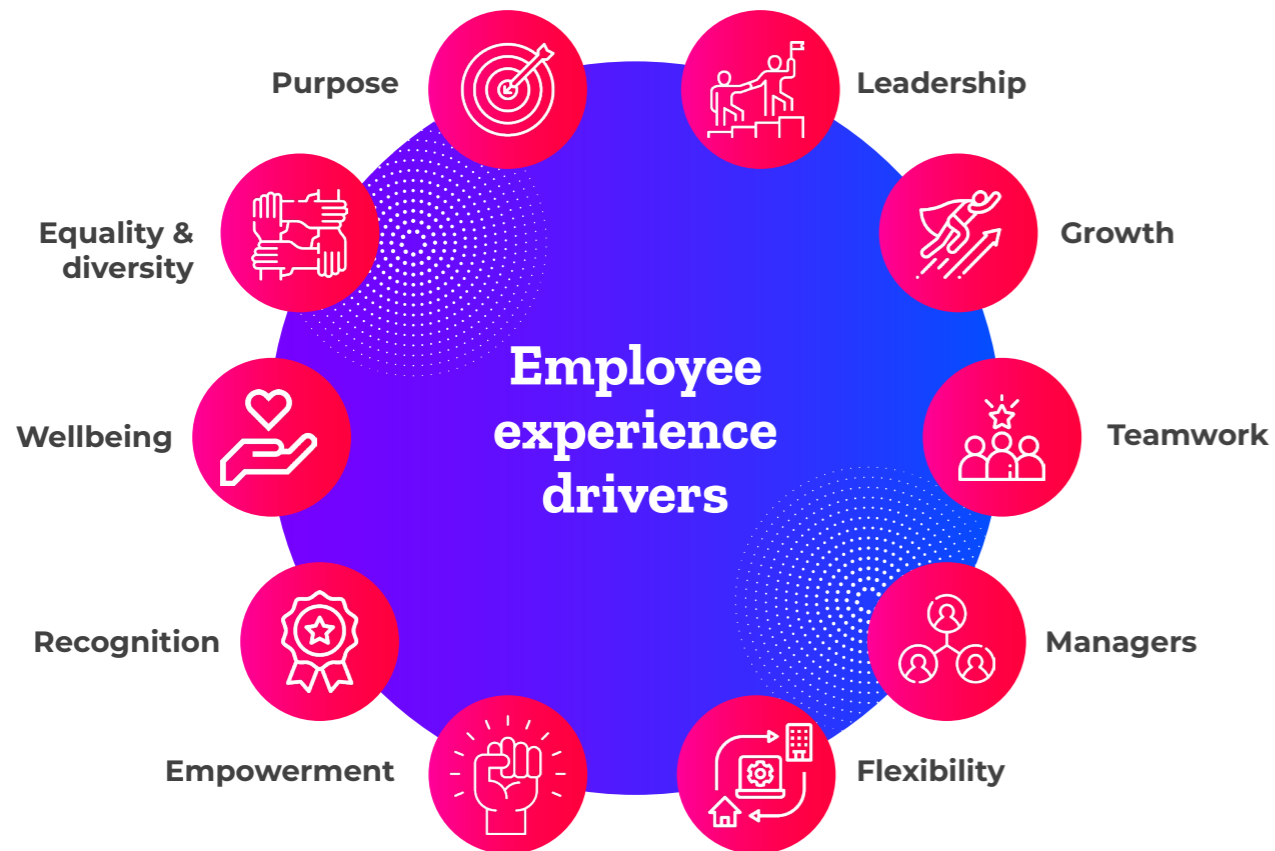 Purpose
Leadership
Equality &
diversity
Growth
Employee
experience
drivers
Wellbeing
Teamwork
Recognition
Managers
Empowerment
Flexibility